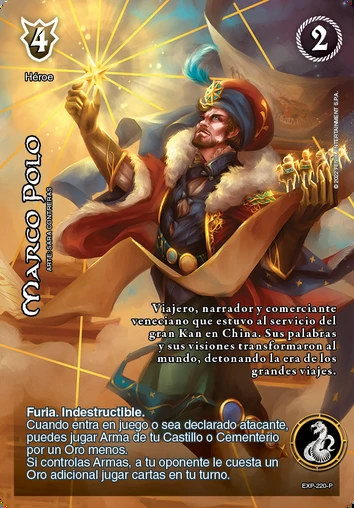 4
Héroe
2
MARCO POLO
ARTE: SARA CONTRERAS
Viajero, narrador y comerciante
veneciano que estuvo al servicio del
gran Kan en China. Sus palabras
y sus visiones transformaron al
mundo, detonando la era de los
grandes viajes.
Furia. Indestructible.
Cuando entra en juego o sea declarado atacante,
puedes jugar Arma de tu Castillo o Cementerio
por un Oro menos.
Si controlas Armas, a tu oponente le cuesta un
Oro adicional jugar cartas en tu turno.
EXP-220-P